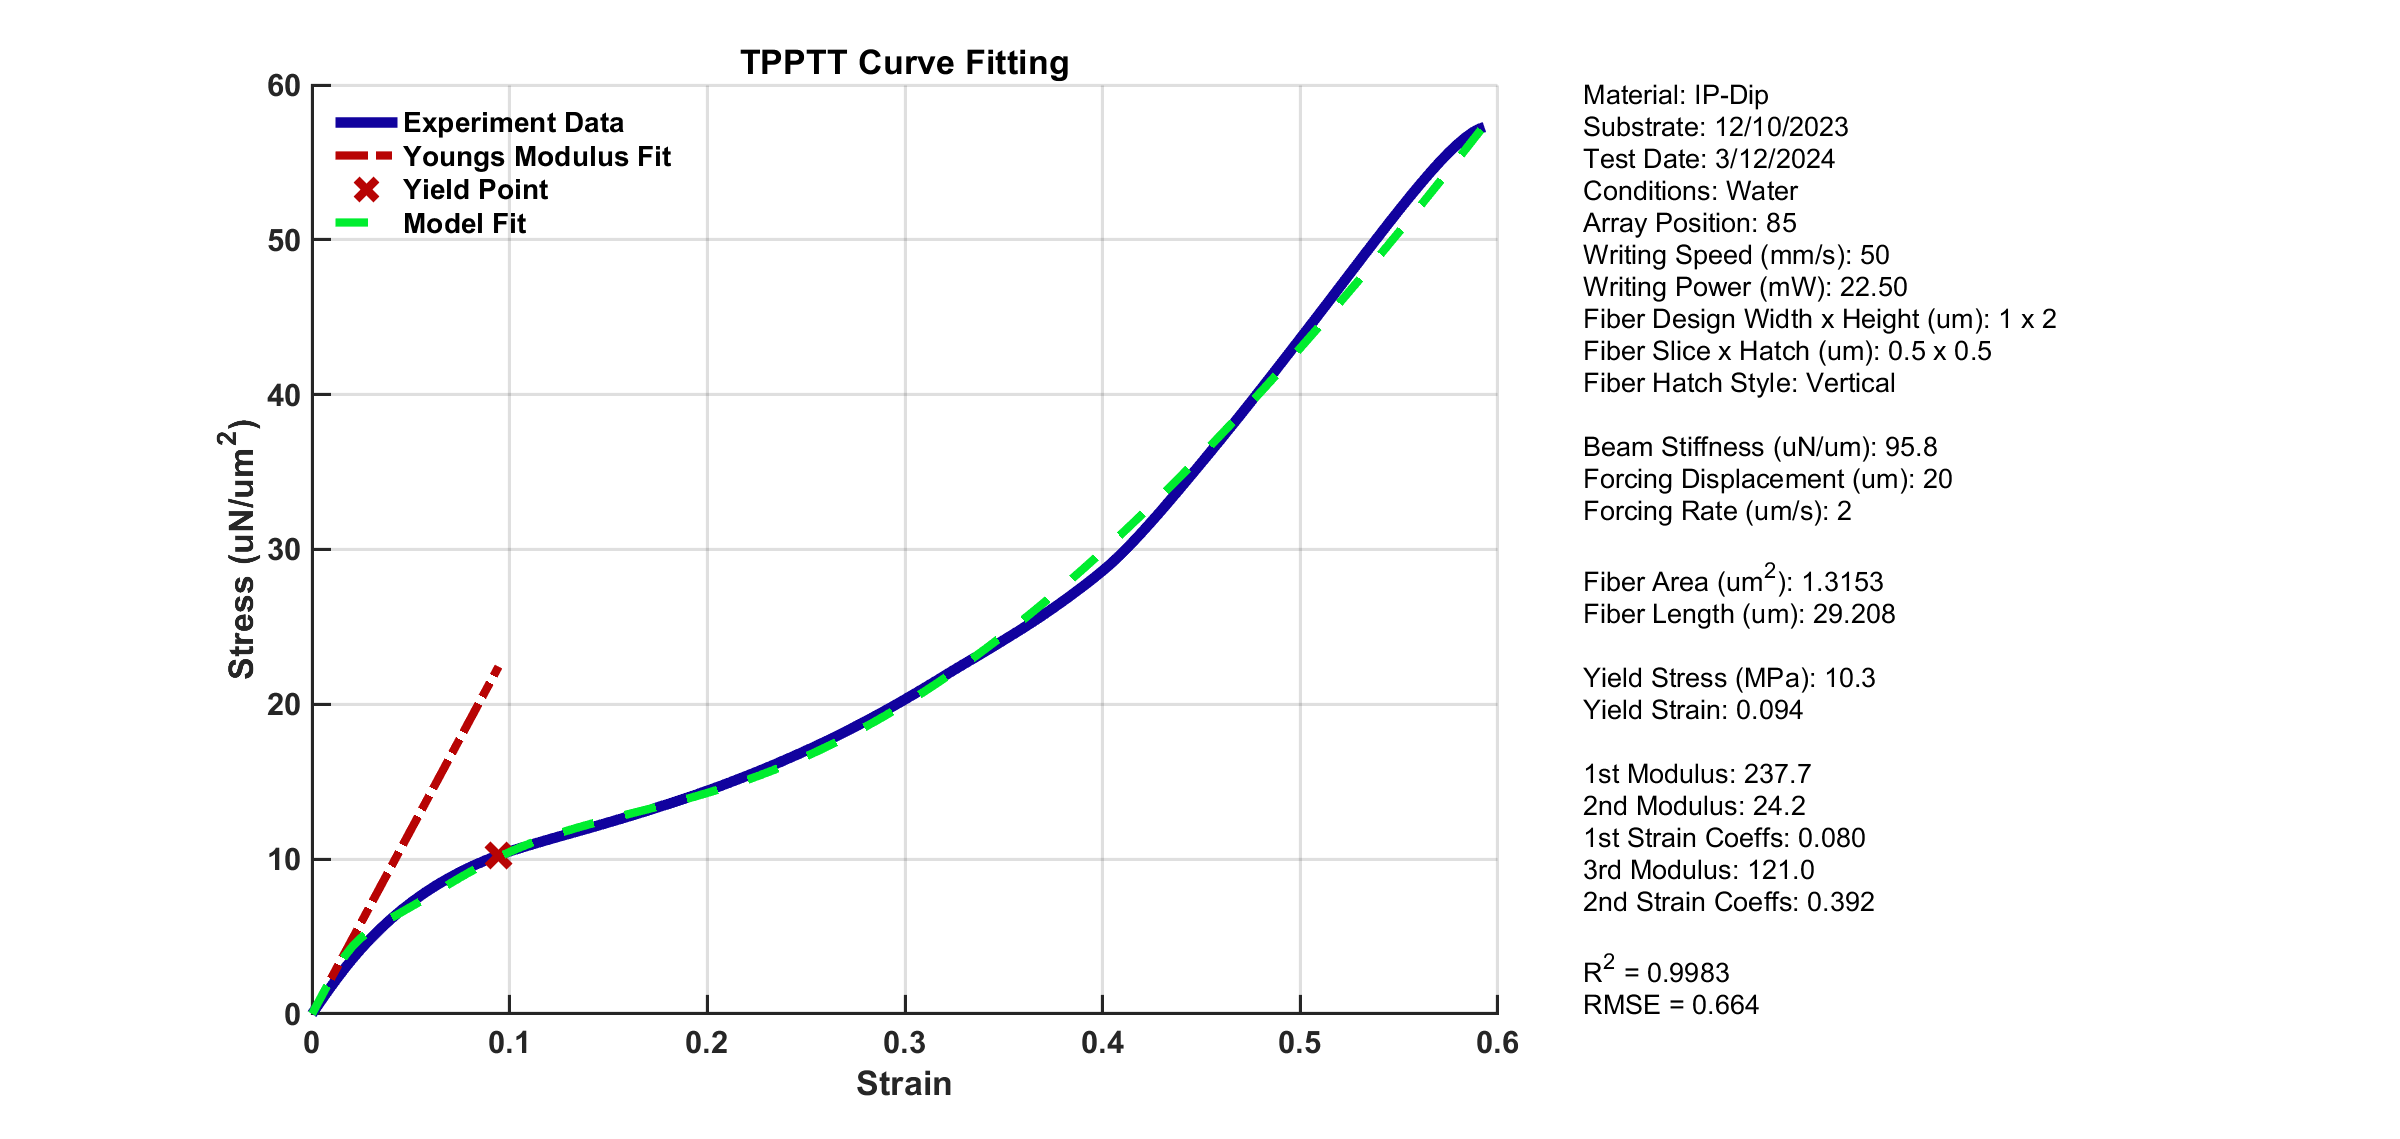 TPPTT Curve Fitting
60
50
40
30
20
10
0
Stress (uN/um²)
Experiment Data
Youngs Modulus Fit
Yield Point
Model Fit
0 0.1 0.2 0.3 0.4 0.5 0.6
Strain
Material: IP-Dip
Substrate: 12/10/2023
Test Date: 3/12/2024
Conditions: Water
Array Position: 85
Writing Speed (mm/s): 50
Writing Power (mW): 22.50
Fiber Design Width x Height (um): 1 x 2
Fiber Slice x Hatch (um): 0.5 x 0.5
Fiber Hatch Style: Vertical
Beam Stiffness (uN/um): 95.8
Forcing Displacement (um): 20
Forcing Rate (um/s): 2
Fiber Area (um²): 1.3153
Fiber Length (um): 29.208
Yield Stress (MPa): 10.3
Yield Strain: 0.094
1st Modulus: 237.7
2nd Modulus: 24.2
1st Strain Coeffs: 0.080
3rd Modulus: 121.0
2nd Strain Coeffs: 0.392
R² = 0.9983
RMSE = 0.664